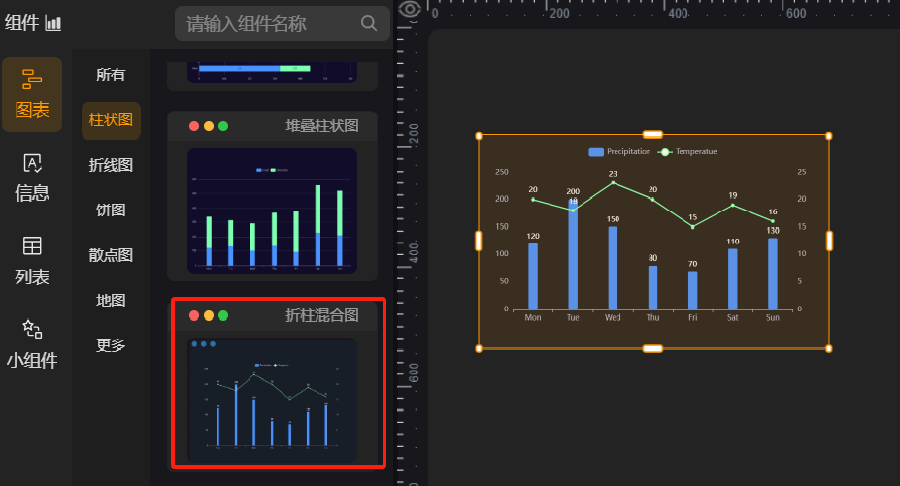 组件
请输入组件名称
图表
信息
列表
小组件
所有
柱状图
折线图
饼图
散点图
地图
更多
堆叠柱状图
折柱混合图
0
200
400
600
200
400
600
Precipitation
Temperatue
250
200
150
100
50
0
25
20
15
10
5
0
20
18
23
20
15
19
16
120
200
150
80
70
110
130
Mon
Tue
Wed
Thu
Fri
Sat
Sun